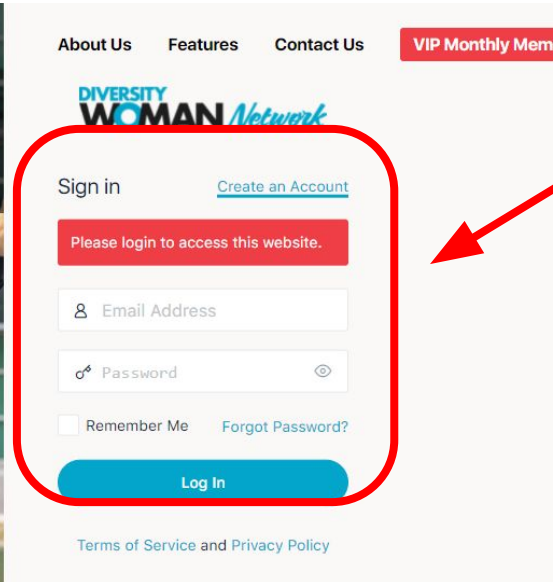 About Us Features Contact Us VIP Monthly Mem
DIVERSITY
WOMAN Network
Sign in Create an Account
Please login to access this website.
Email Address
Password
Remember Me Forgot Password?
Log In
Terms of Service and Privacy Policy